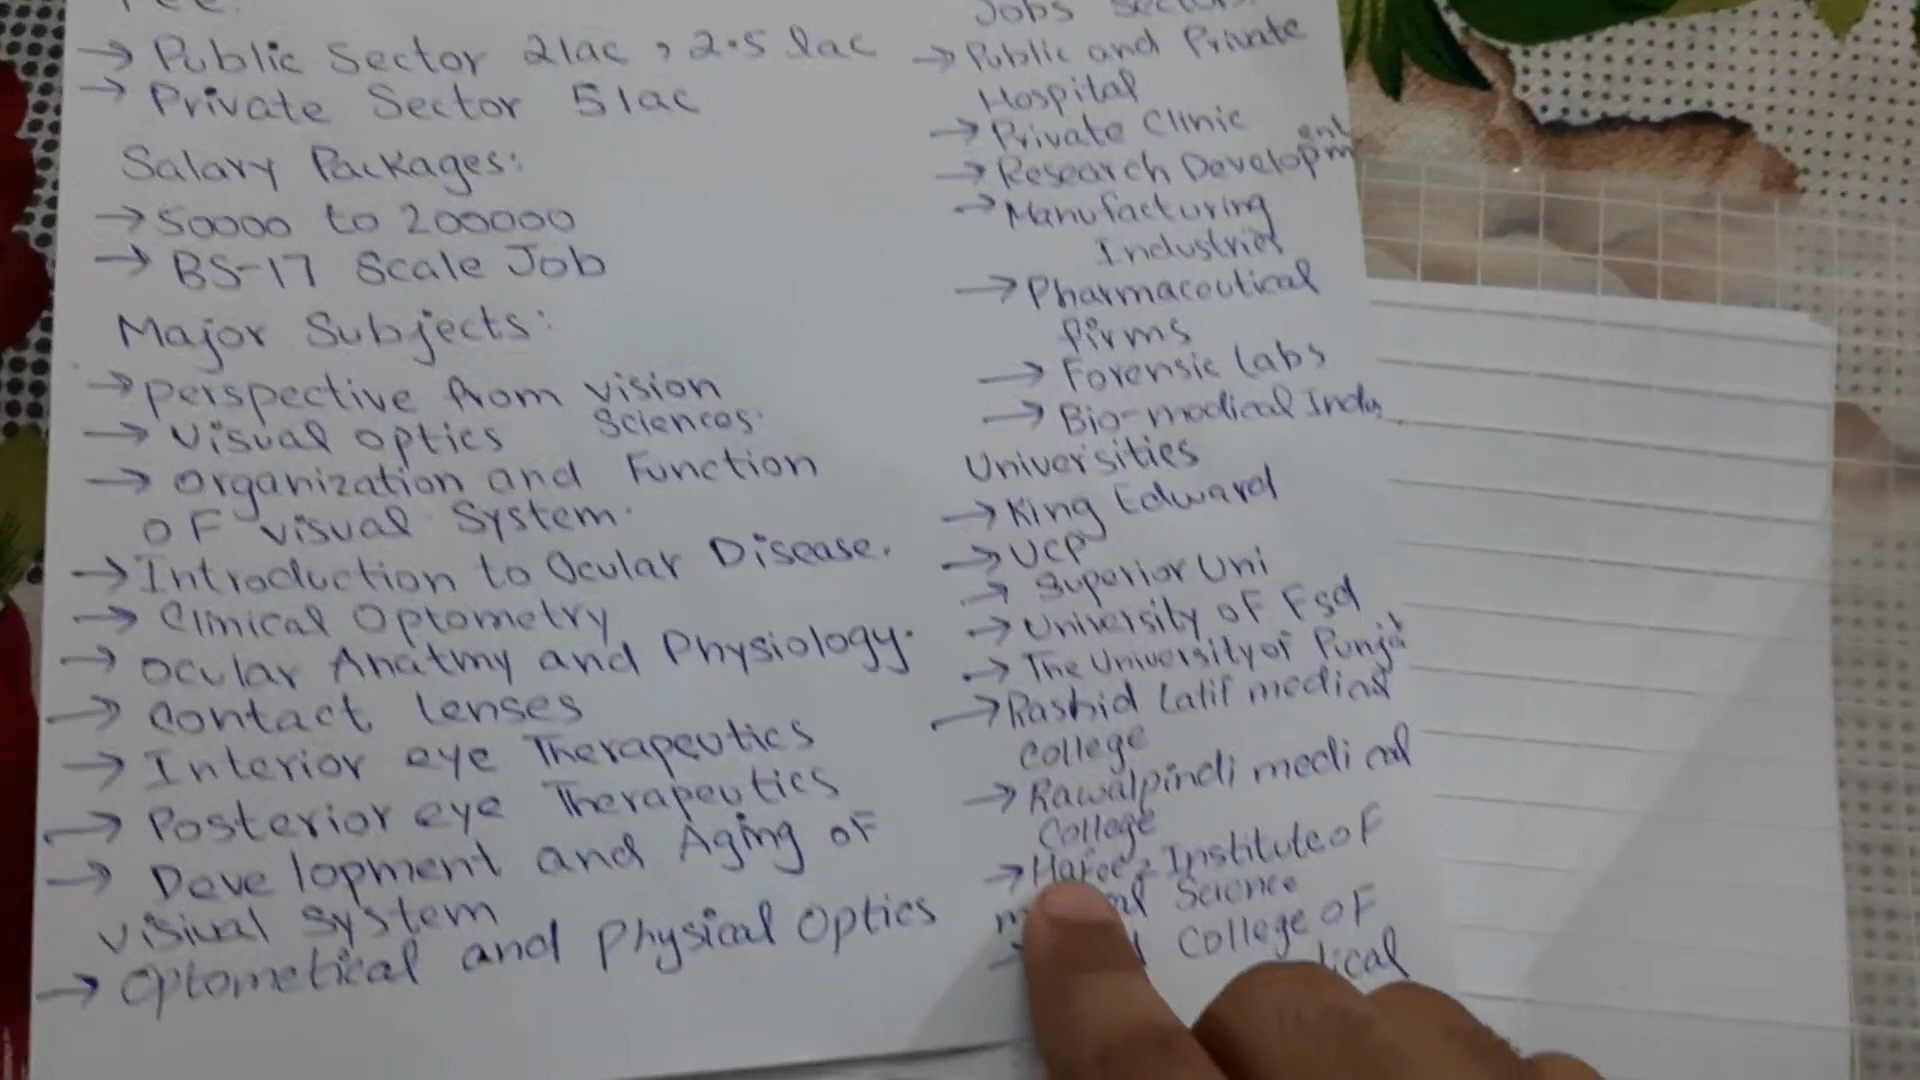 Fee:
→ Public Sector 2lac, 2.5 lac
→ Private Sector 5lac
Salary Packages:
→ 50000 to 200000
→ BS-17 Scale Job
Major Subjects:
→ perspective from vision
Sciences.
→ visual optics
→ organization and Function
OF visual System.
→ Introduction to Ocular Disease.
→ Clinical Optometry
→ Ocular Anatmy and Physiology.
→ Contact lenses
→ Interior eye Therapeutics
→ Posterior eye Therapeutics
→ Development and Aging of
visiual System
→ Optometical and Physical Optics
Jobs
→ Public and Private
Hospital
→ Private Clinic
→ Research Development
→ Manufacturing
Industries
→ Pharmaceutical
firms
→ Forensic labs
→ Bio-medical Indu
Universities
→ King Edward
→ UCP
→ Superior Uni
→ University of Fsd
→ The University of Punja
→ Rashid Latif medical
College
→ Rawalpindi medical
College
→ Institute of
Science
College of